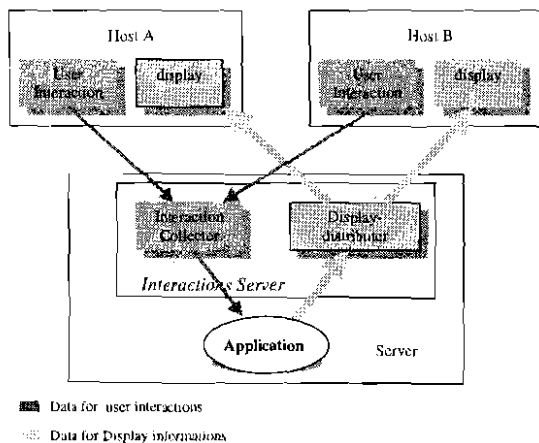 Host A
Host B
User
Interaction
display
User
Interaction
display
Interaction
Collector
Display-
distributer
Interactions Server
Application
Server
Data for user interactions
Data for Display informations